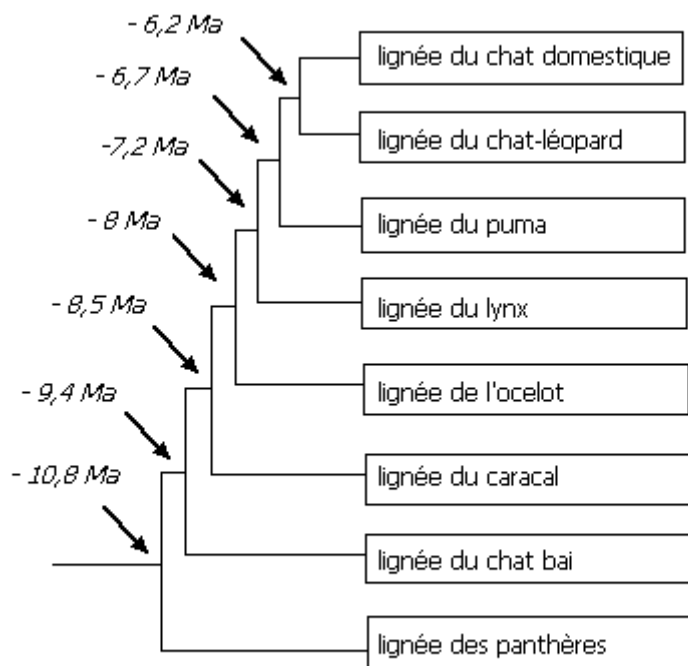 - 6,2 Ma
lignée du chat domestique
- 6,7 Ma
lignée du chat-léopard
-7,2 Ma
lignée du puma
- 8 Ma
lignée du lynx
- 8,5 Ma
lignée de l'ocelot
- 9,4 Ma
lignée du caracal
- 10,8 Ma
lignée du chat bai
lignée des panthères